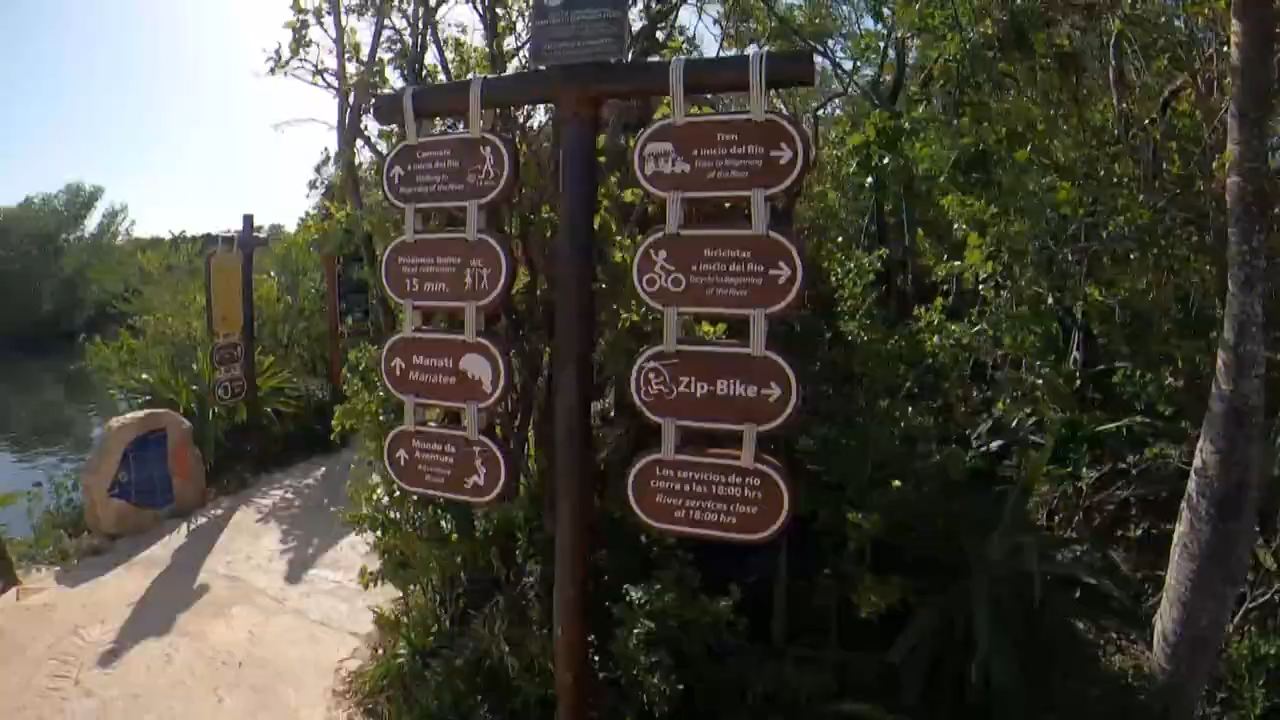 Caminata
a inicio del Río
Walking to
Beginning of the River
Próximos Baños
Next restrooms
15 min.
WC
Manatí
Manatee
Mundo de
Aventura
Adventure
Tren
a inicio del Río
Train to Beginning
of the River
Bicicletas
a inicio del Río
Bicycle to Beginning
of the River
Zip-Bike
Los servicios de río
cierra a las 18:00 hrs
River services close
at 18:00 hrs